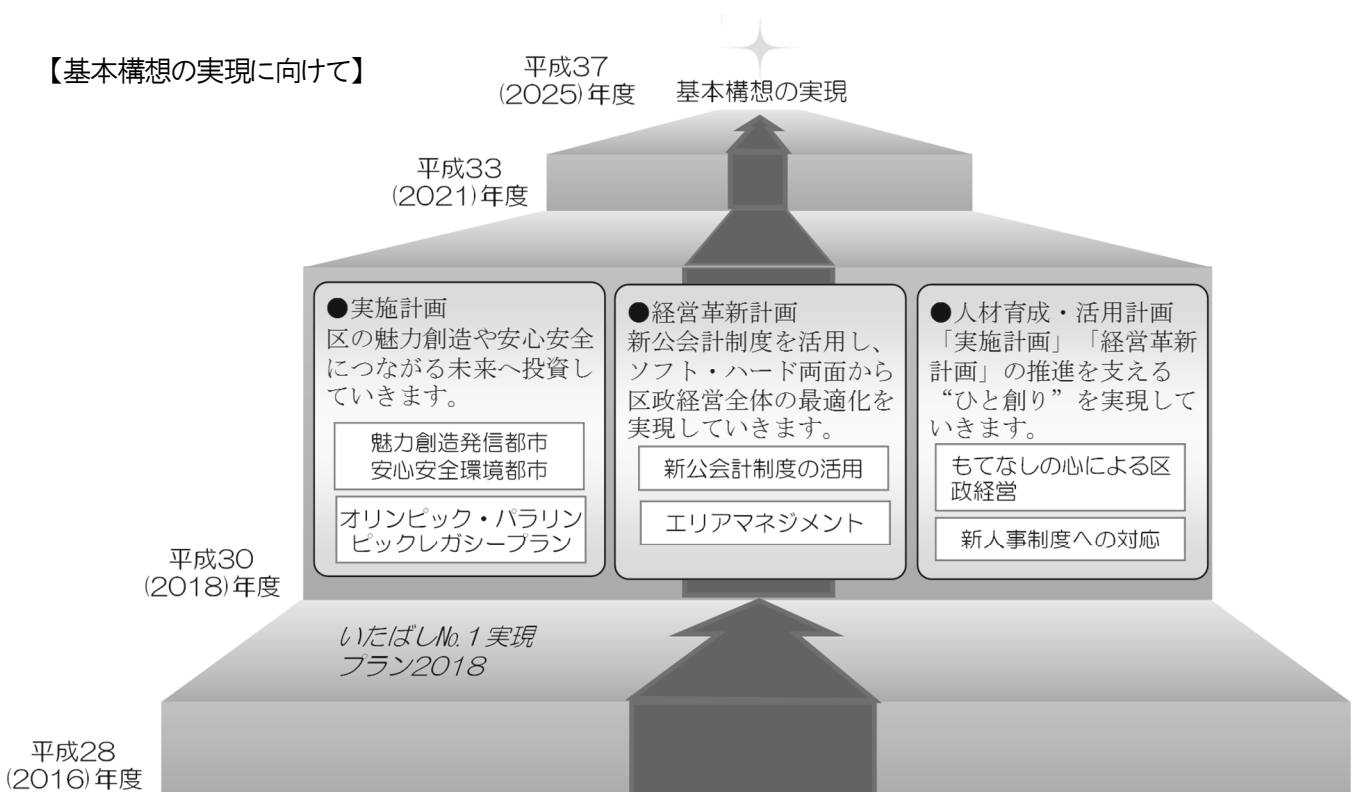 【基本構想の実現に向けて】
平成37
(2025)年度
基本構想の実現
平成33
(2021)年度
●実施計画
区の魅力創造や安心安全
につながる未来へ投資し
ていきます。
魅力創造発信都市
安心安全環境都市
オリンピック・パラリン
ピックレガシープラン
●経営革新計画
新公会計制度を活用し、
ソフト・ハード両面から
区政経営全体の最適化を
実現していきます。
新公会計制度の活用
エリアマネジメント
●人材育成・活用計画
「実施計画」「経営革新
計画」の推進を支える
“ひと創り”を実現して
いきます。
もてなしの心による区
政経営
新人事制度への対応
平成30
(2018)年度
いたばし№1実現
プラン2018
平成28
(2016)年度